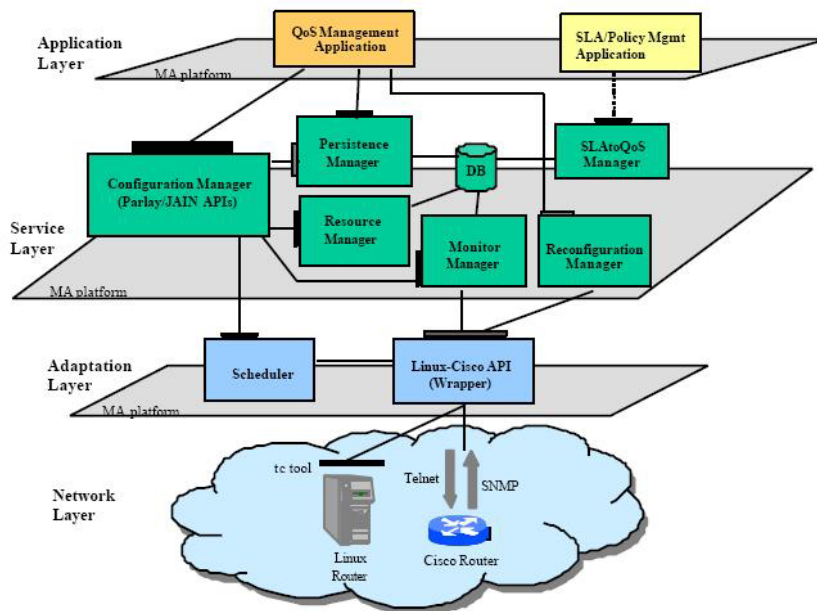 Application
Layer
QoS Management
Application
SLA/Policy Mgmt
Application
MA platform
Persistence
Manager
SLAtoQoS
Manager
DB
Configuration Manager
(Parlay/JAIN APIs)
Service
Layer
Resource
Manager
Monitor
Manager
Reconfiguration
Manager
MA platform
Adaptation
Layer
Scheduler
Linux-Cisco API
(Wrapper)
MA platform
Network
Layer
tc tool
Telnet
SNMP
Linux
Router
Cisco Router